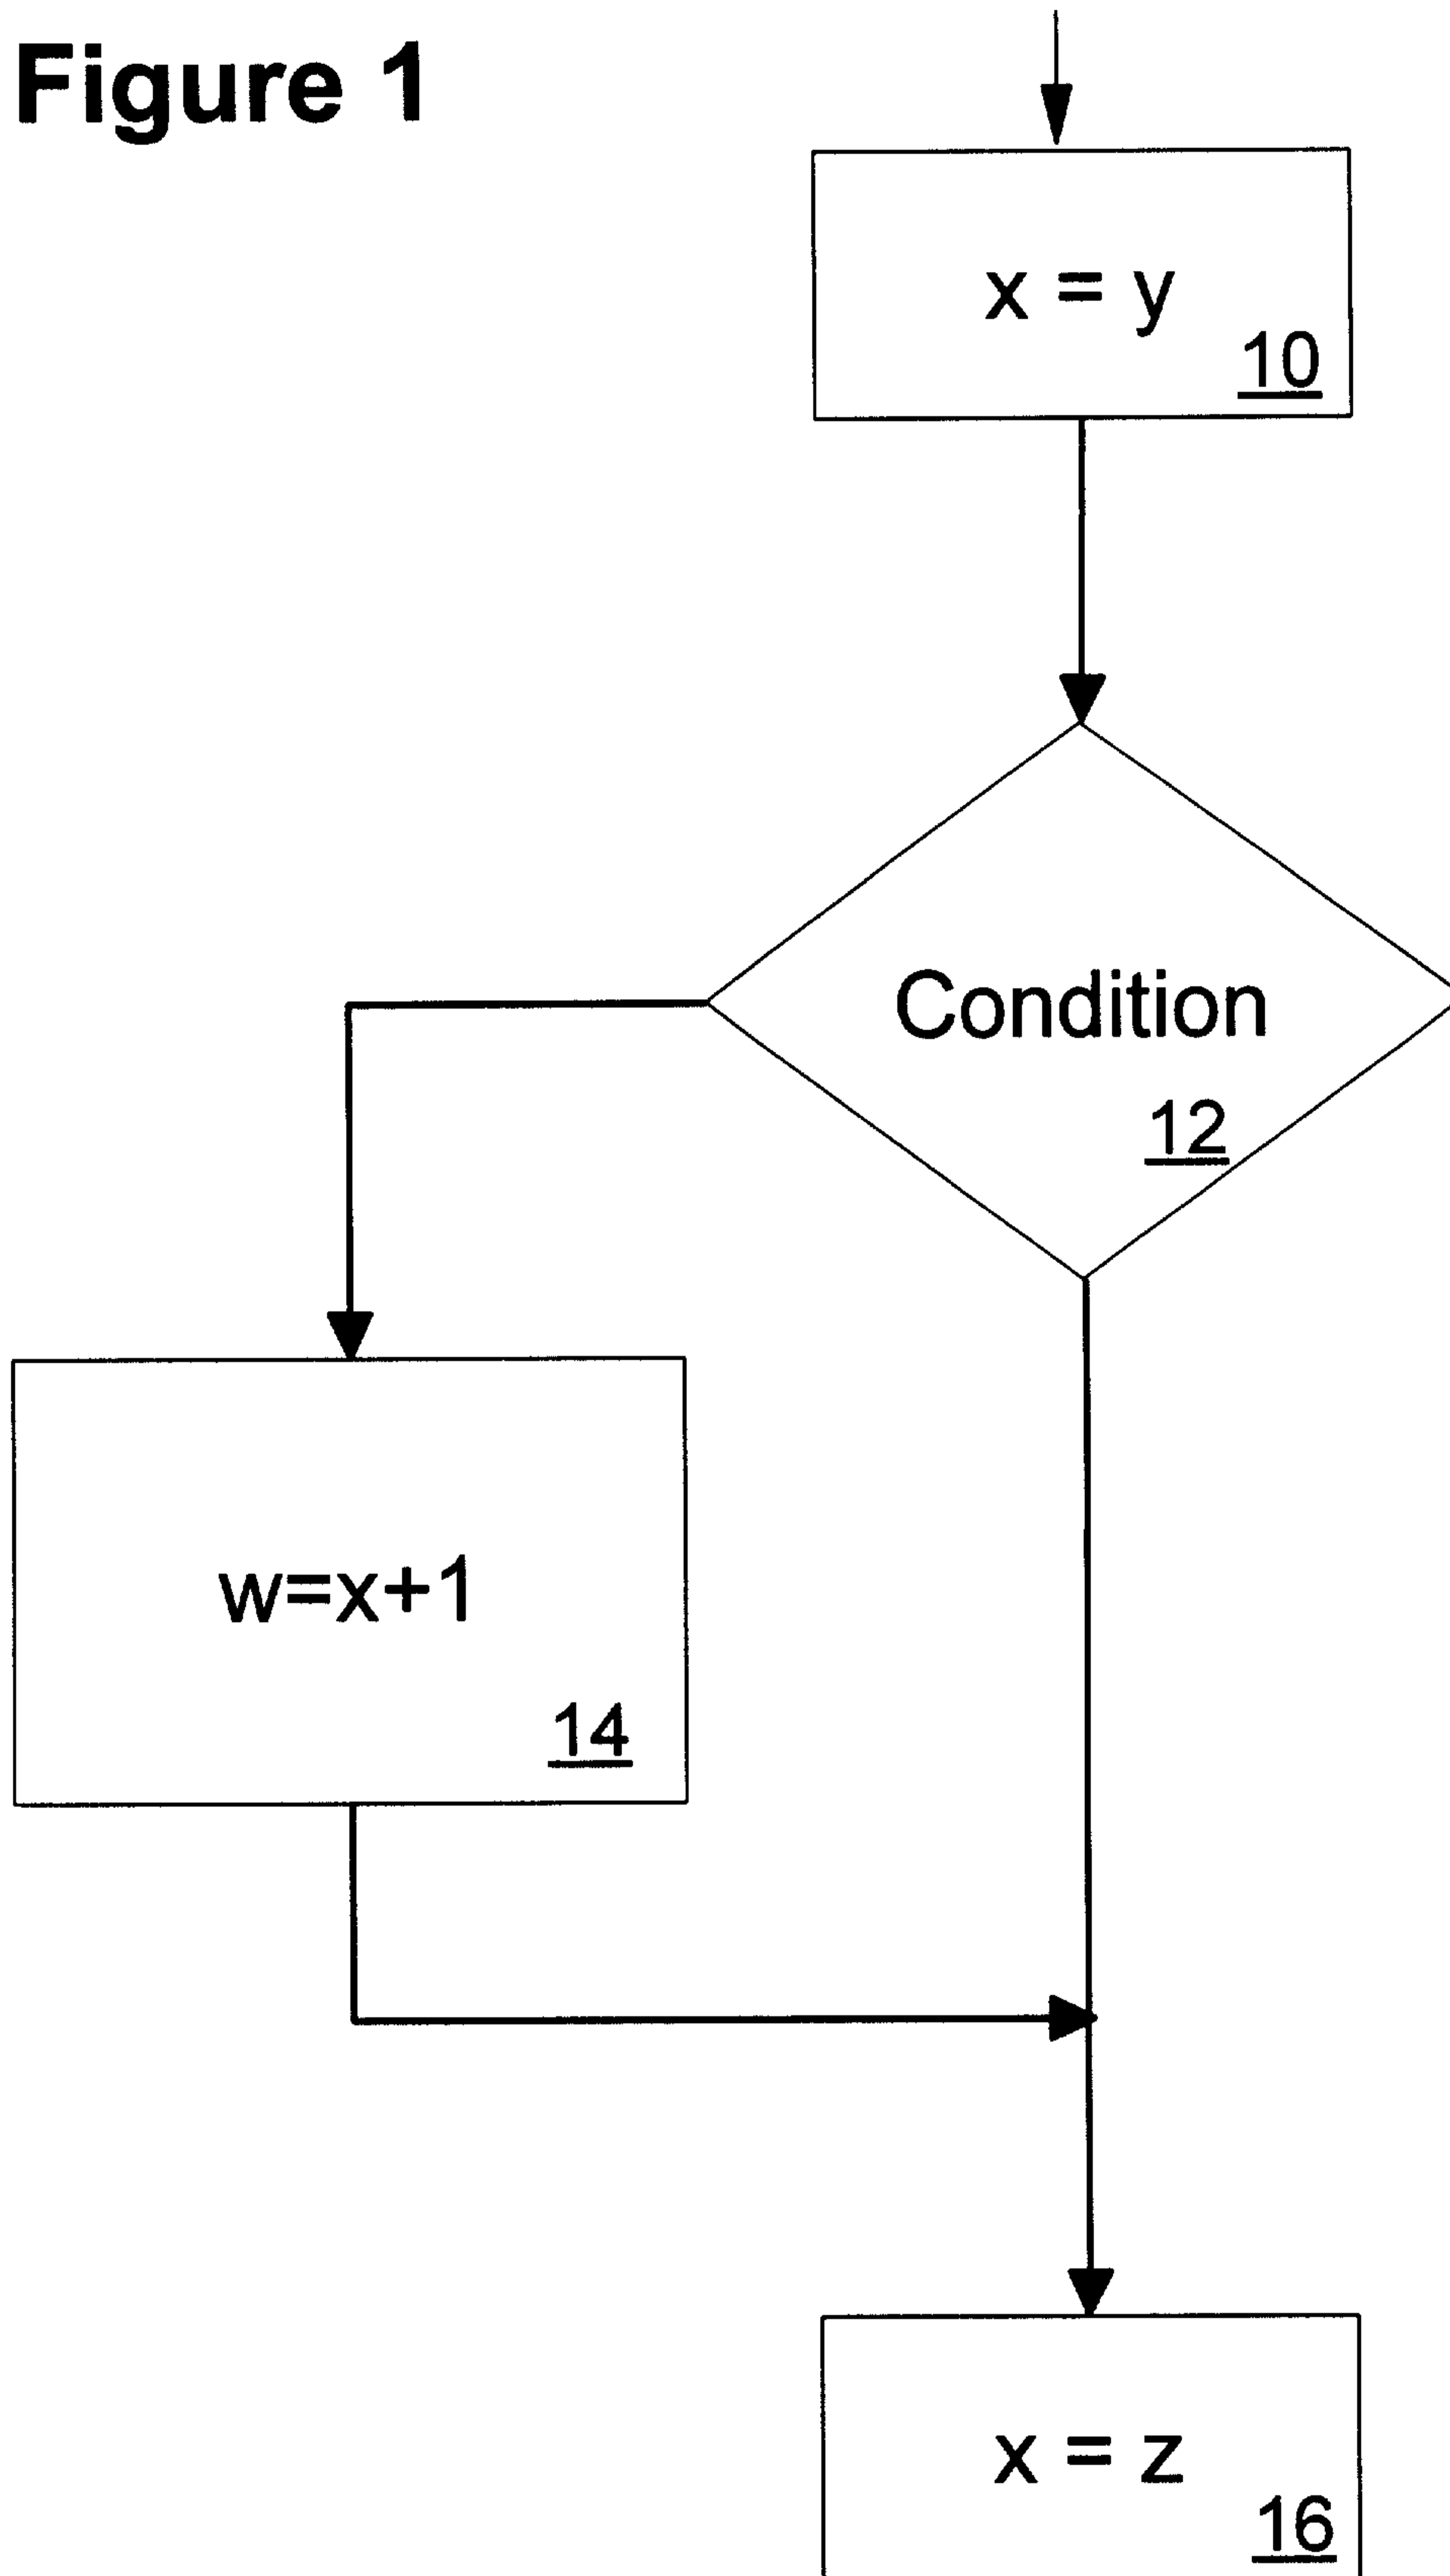 Figure 1
x = y
10
Condition
12
w=x+1
14
x = z
16